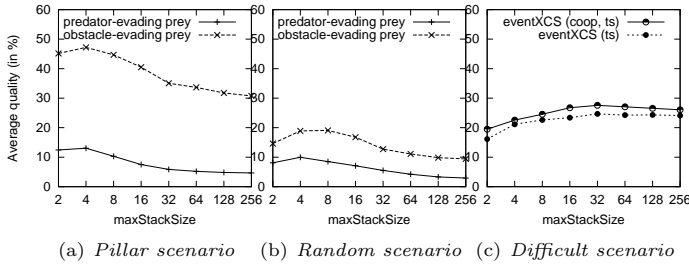 60
50
40
30
20
10
0
2 4 8 16 32 64 128 256
maxStackSize
Average quality (in %)
predator-evading prey
obstacle-evading prey
(a) Pillar scenario
60
50
40
30
20
10
0
2 4 8 16 32 64 128 256
maxStackSize
predator-evading prey
obstacle-evading prey
(b) Random scenario
60
50
40
30
20
10
0
2 4 8 16 32 64 128 256
maxStackSize
eventXCS (coop, ts)
eventXCS (ts)
(c) Difficult scenario